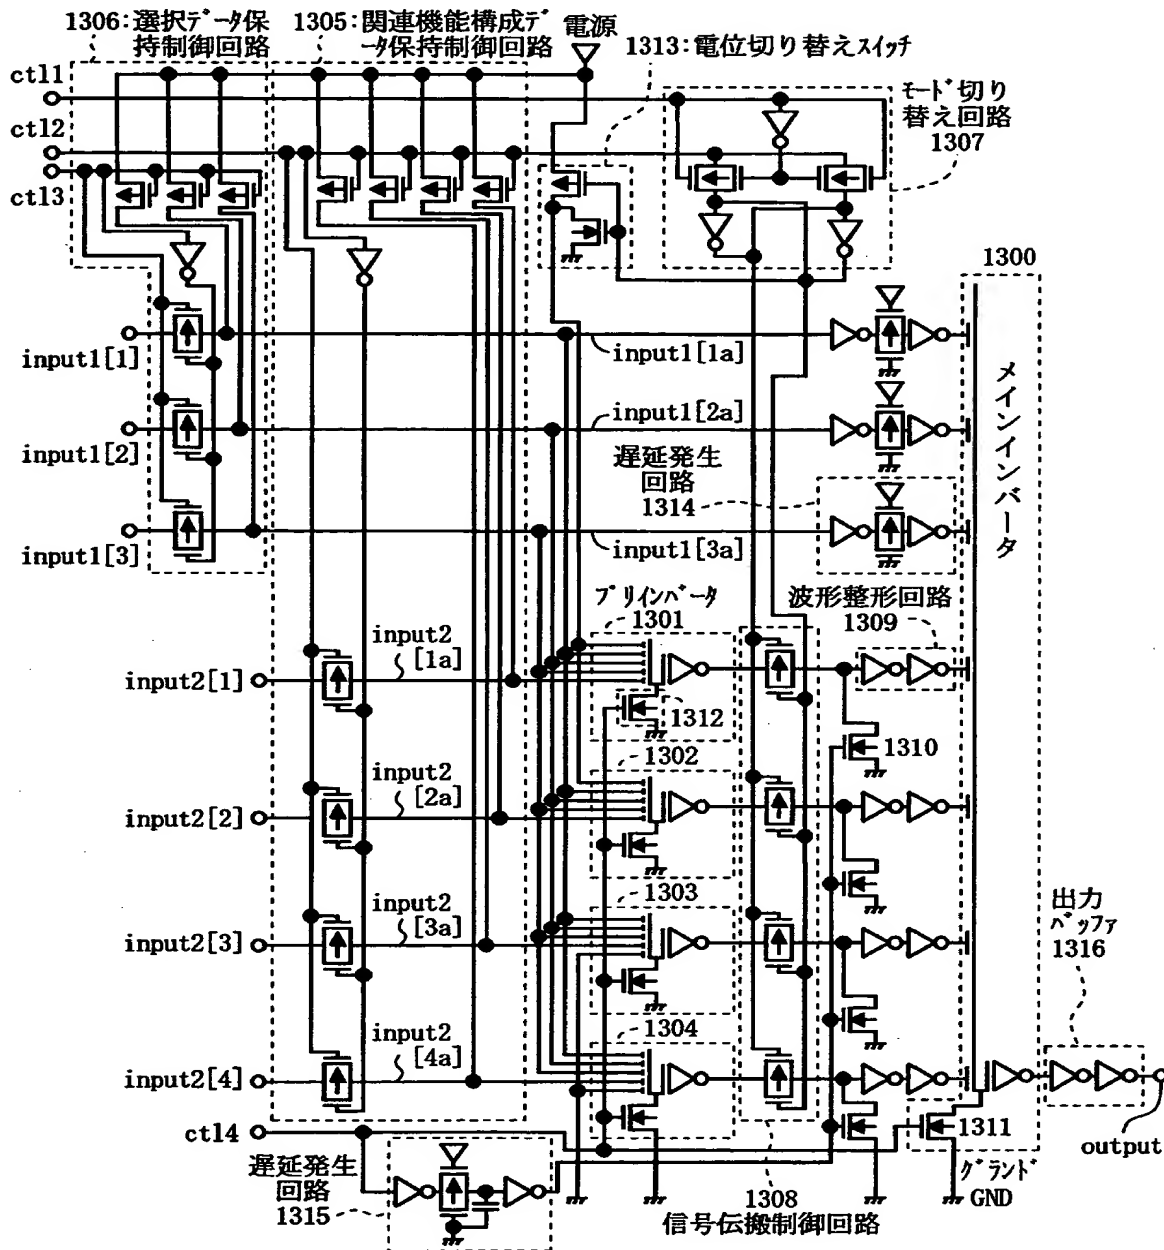 1306:選択ﾃﾞｰﾀ保
持制御回路
1305:関連機能構成ﾃﾞ
ｰﾀ保持制御回路
電源
1313:電位切り替えｽｲｯﾁ
ctl1
ctl2
ctl3
ﾓｰﾄﾞ切り
替え回路
1307
1300
メインインバータ
input1[1]
input1[1a]
input1[2]
input1[2a]
遅延発生
回路
1314
input1[3]
input1[3a]
ﾌﾟﾘｲﾝﾊﾞｰﾀ
1301
波形整形回路
1309
input2
[1a]
input2[1]
1312
1310
1302
input2
[2a]
input2[2]
1303
input2
[3a]
input2[3]
出力
ﾊﾞｯﾌｧ
1316
1304
input2
[4a]
input2[4]
ctl4
1311
output
遅延発生
回路
1315
1308
信号伝搬制御回路
ｸﾞﾗﾝﾄﾞ
GND